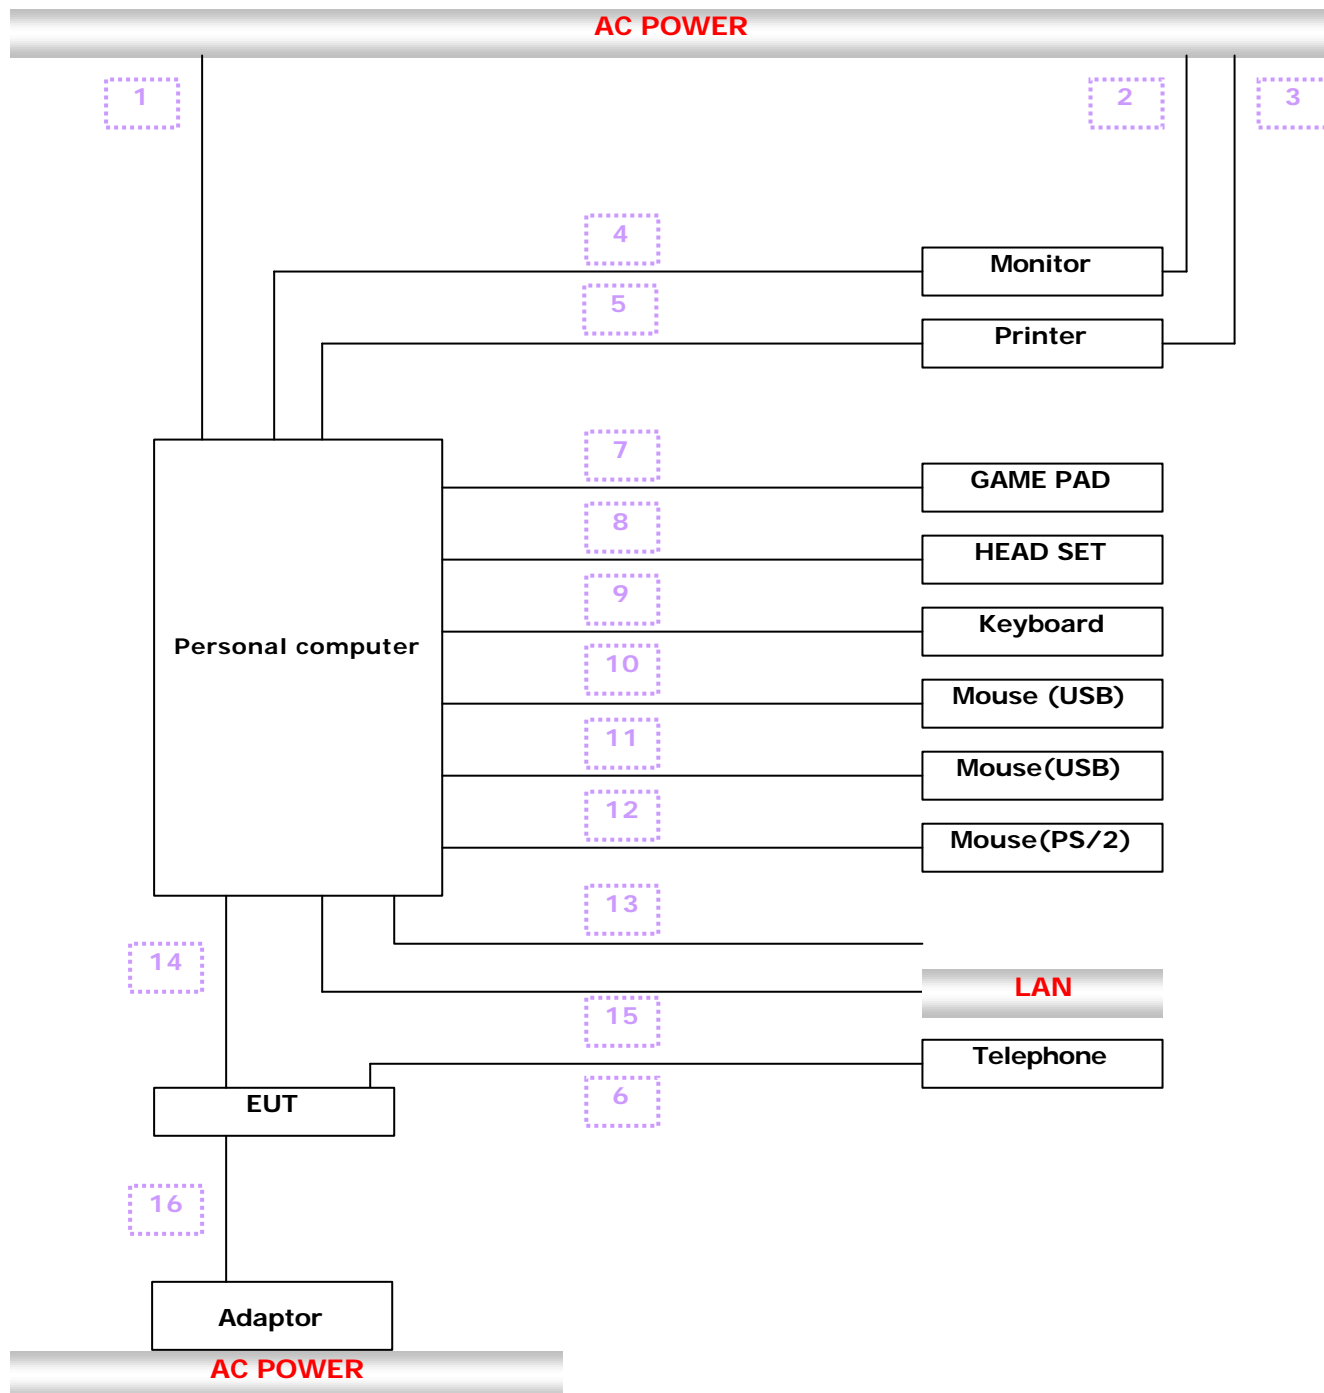 AC POWER
1
2
3
4
Monitor
5
Printer
7
GAME PAD
8
HEAD SET
9
Keyboard
Personal computer
10
Mouse (USB)
11
Mouse(USB)
12
Mouse(PS/2)
13
14
LAN
15
Telephone
6
EUT
16
Adaptor
AC POWER